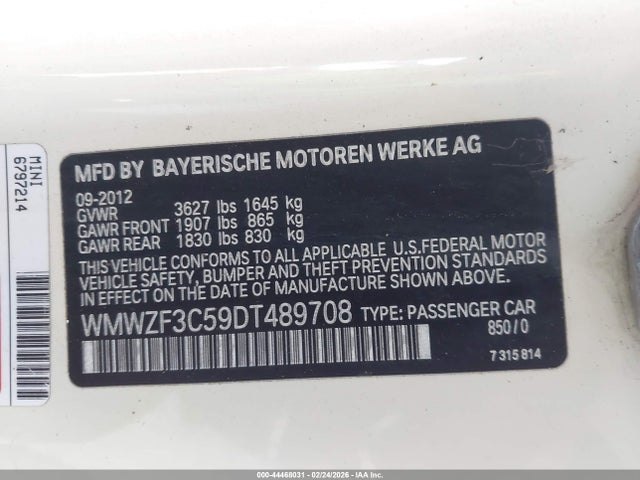 MFD BY BAYERISCHE MOTOREN WERKE AG
09-2012
GVWR 3627 lbs 1645 kg
GAWR FRONT 1907 lbs 865 kg
GAWR REAR 1830 lbs 830 kg
THIS VEHICLE CONFORMS TO ALL APPLICABLE U.S.FEDERAL MOTOR
VEHICLE SAFETY, BUMPER AND THEFT PREVENTION STANDARDS
IN EFFECT ON THE DATE OF MANUFACTURE SHOWN ABOVE.
WMWZF3C59DT489708 TYPE: PASSENGER CAR
850/0
7 315 814
MINI
6797214
000-44468031 - 02/24/2026 - COPYRIGHT IAA, INC.